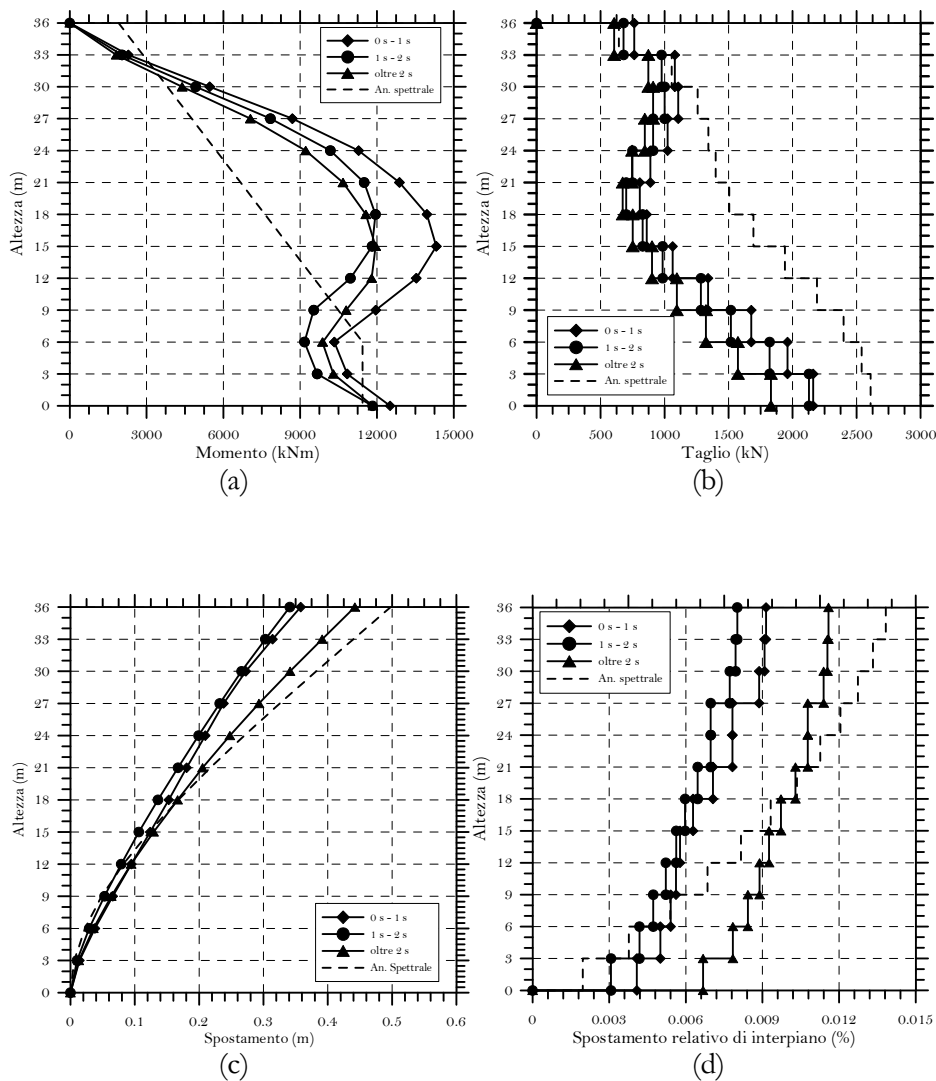 36
33
30
27
24
21
18
15
12
9
6
3
0
Altezza (m)
0 s - 1 s
1 s - 2 s
oltre 2 s
An. spettrale
0 3000 6000 9000 12000 15000
Momento (kNm)
(a)
36
33
30
27
24
21
18
15
12
9
6
3
0
Altezza (m)
0 s - 1 s
1 s - 2 s
oltre 2 s
An. spettrale
0 500 1000 1500 2000 2500 3000
Taglio (kN)
(b)
36
33
30
27
24
21
18
15
12
9
6
3
0
Altezza (m)
0 s - 1 s
1 s - 2 s
oltre 2 s
An. Spettrale
0 0.1 0.2 0.3 0.4 0.5 0.6
Spostamento (m)
(c)
36
33
30
27
24
21
18
15
12
9
6
3
0
Altezza (m)
0 s - 1 s
1 s - 2 s
oltre 2 s
An. spettrale
0 0.003 0.006 0.009 0.012 0.015
Spostamento relativo di interpiano (%)
(d)